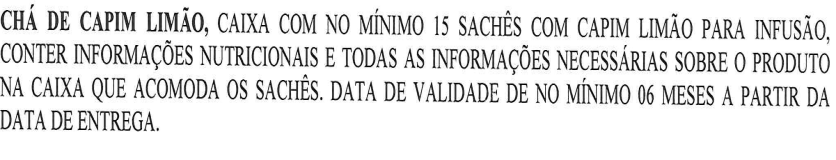 CHÁ DE CAPIM LIMÃO, CAIXA COM NO MÍNIMO 15 SACHÊS COM CAPIM LIMÃO PARA INFUSÃO,
CONTER INFORMAÇÕES NUTRICIONAIS E TODAS AS INFORMAÇÕES NECESSÁRIAS SOBRE O PRODUTO
NA CAIXA QUE ACOMODA OS SACHÊS. DATA DE VALIDADE DE NO MÍNIMO 06 MESES A PARTIR DA
DATA DE ENTREGA.